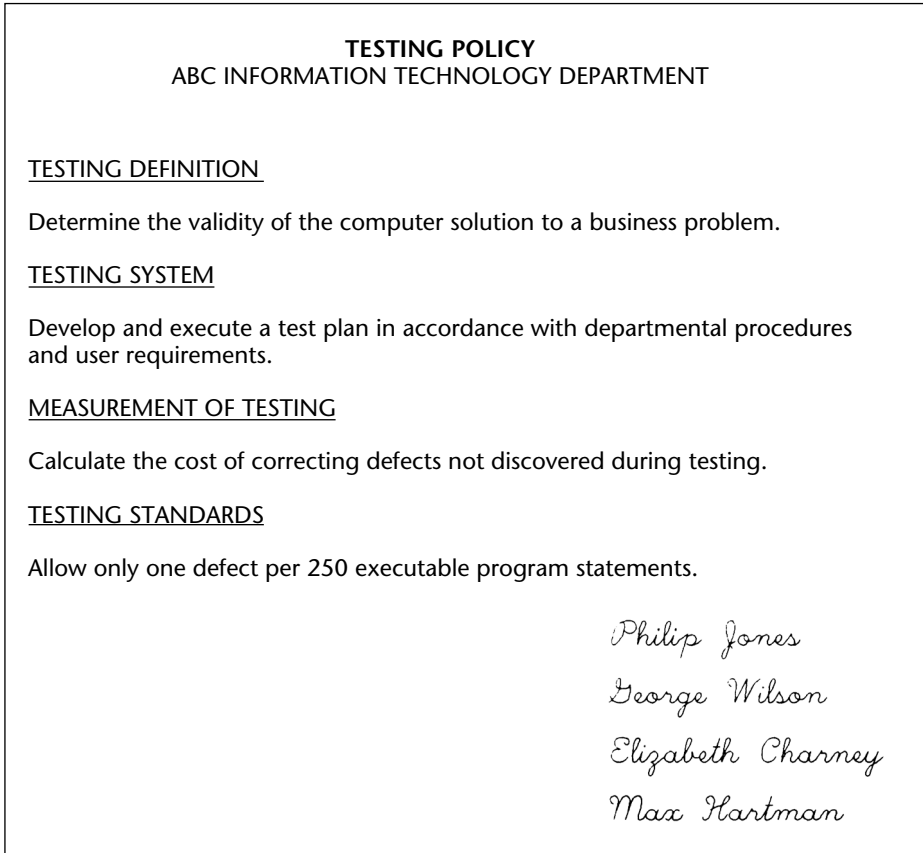 TESTING POLICY
ABC INFORMATION TECHNOLOGY DEPARTMENT
TESTING DEFINITION
Determine the validity of the computer solution to a business problem.
TESTING SYSTEM
Develop and execute a test plan in accordance with departmental procedures
and user requirements.
MEASUREMENT OF TESTING
Calculate the cost of correcting defects not discovered during testing.
TESTING STANDARDS
Allow only one defect per 250 executable program statements.
Philip Jones
George Wilson
Elizabeth Charney
Max Hartman